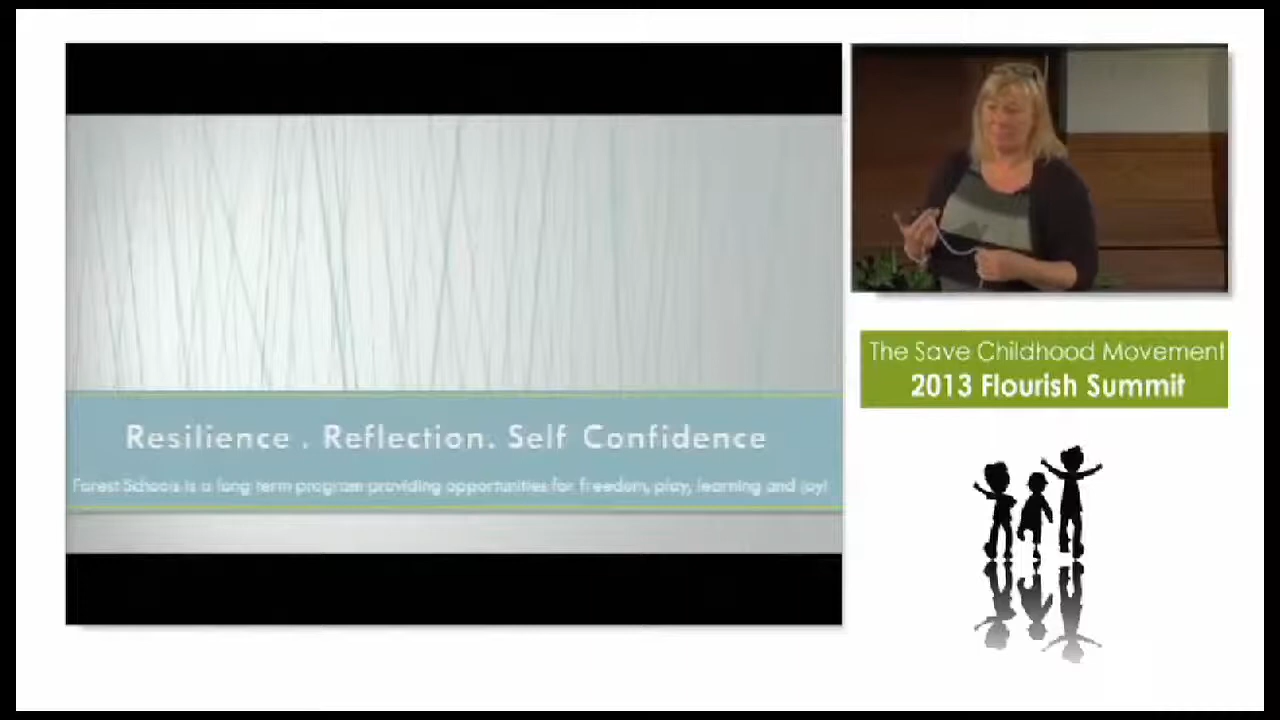 Resilience . Reflection. Self Confidence
Forest Schools is a long term program providing opportunities for freedom, play, learning and joy!
The Save Childhood Movement
2013 Flourish Summit